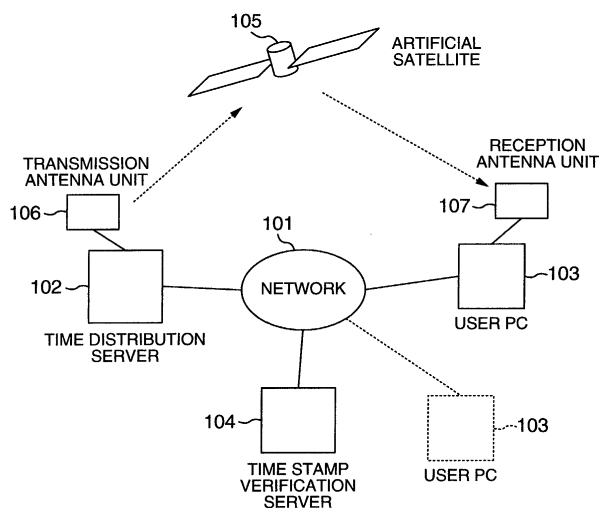 105
ARTIFICIAL
SATELLITE
TRANSMISSION
ANTENNA UNIT
106
RECEPTION
ANTENNA UNIT
107
101
NETWORK
102
TIME DISTRIBUTION
SERVER
103
USER PC
104
TIME STAMP
VERIFICATION
SERVER
103
USER PC